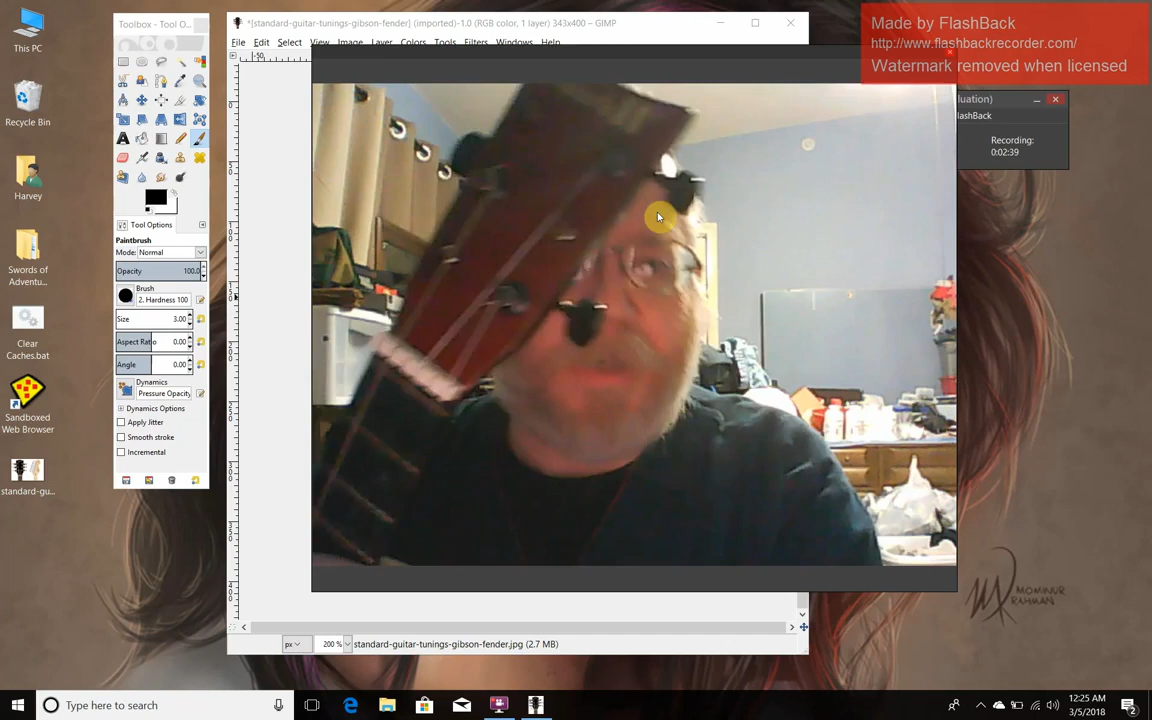 This PC
Recycle Bin
Harvey
Swords of
Adventu...
Clear
Caches.bat
Sandboxed
Web Browser
standard-gu...
Toolbox - Tool O...
Tool Options
Paintbrush
Mode: Normal
Opacity 100.0
Brush
2. Hardness 100
Size 3.00
Aspect Ratio 0.00
Angle 0.00
Dynamics
Pressure Opacity
Dynamics Options
Apply Jitter
Smooth stroke
Incremental
*[standard-guitar-tunings-gibson-fender] (imported)-1.0 (RGB color, 1 layer) 343x400 – GIMP
File Edit Select View Image Layer Colors Tools Filters Windows Help
-50
px 200 % standard-guitar-tunings-gibson-fender.jpg (2.7 MB)
Made by FlashBack
http://www.flashbackrecorder.com/
Watermark removed when licensed
luation)
lashBack
Recording:
0:02:39
MOMINUR
RAHMAN
Type here to search
12:25 AM
3/5/2018
2